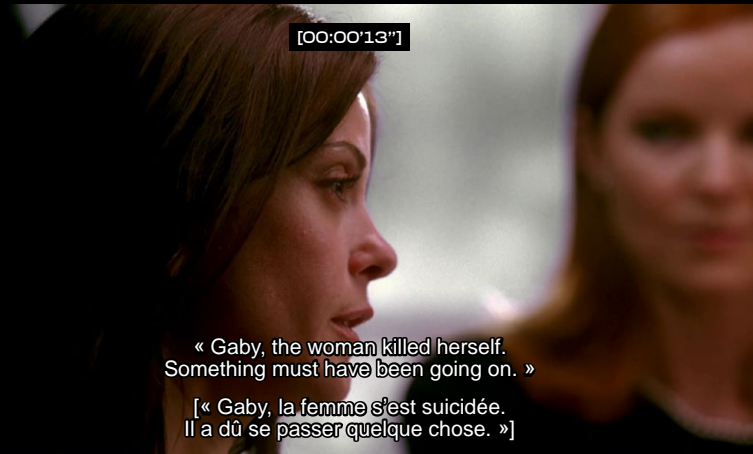 [00:00’13”]
« Gaby, the woman killed herself.
Something must have been going on. »
[« Gaby, la femme s’est suicidée.
Il a dû se passer quelque chose. »]